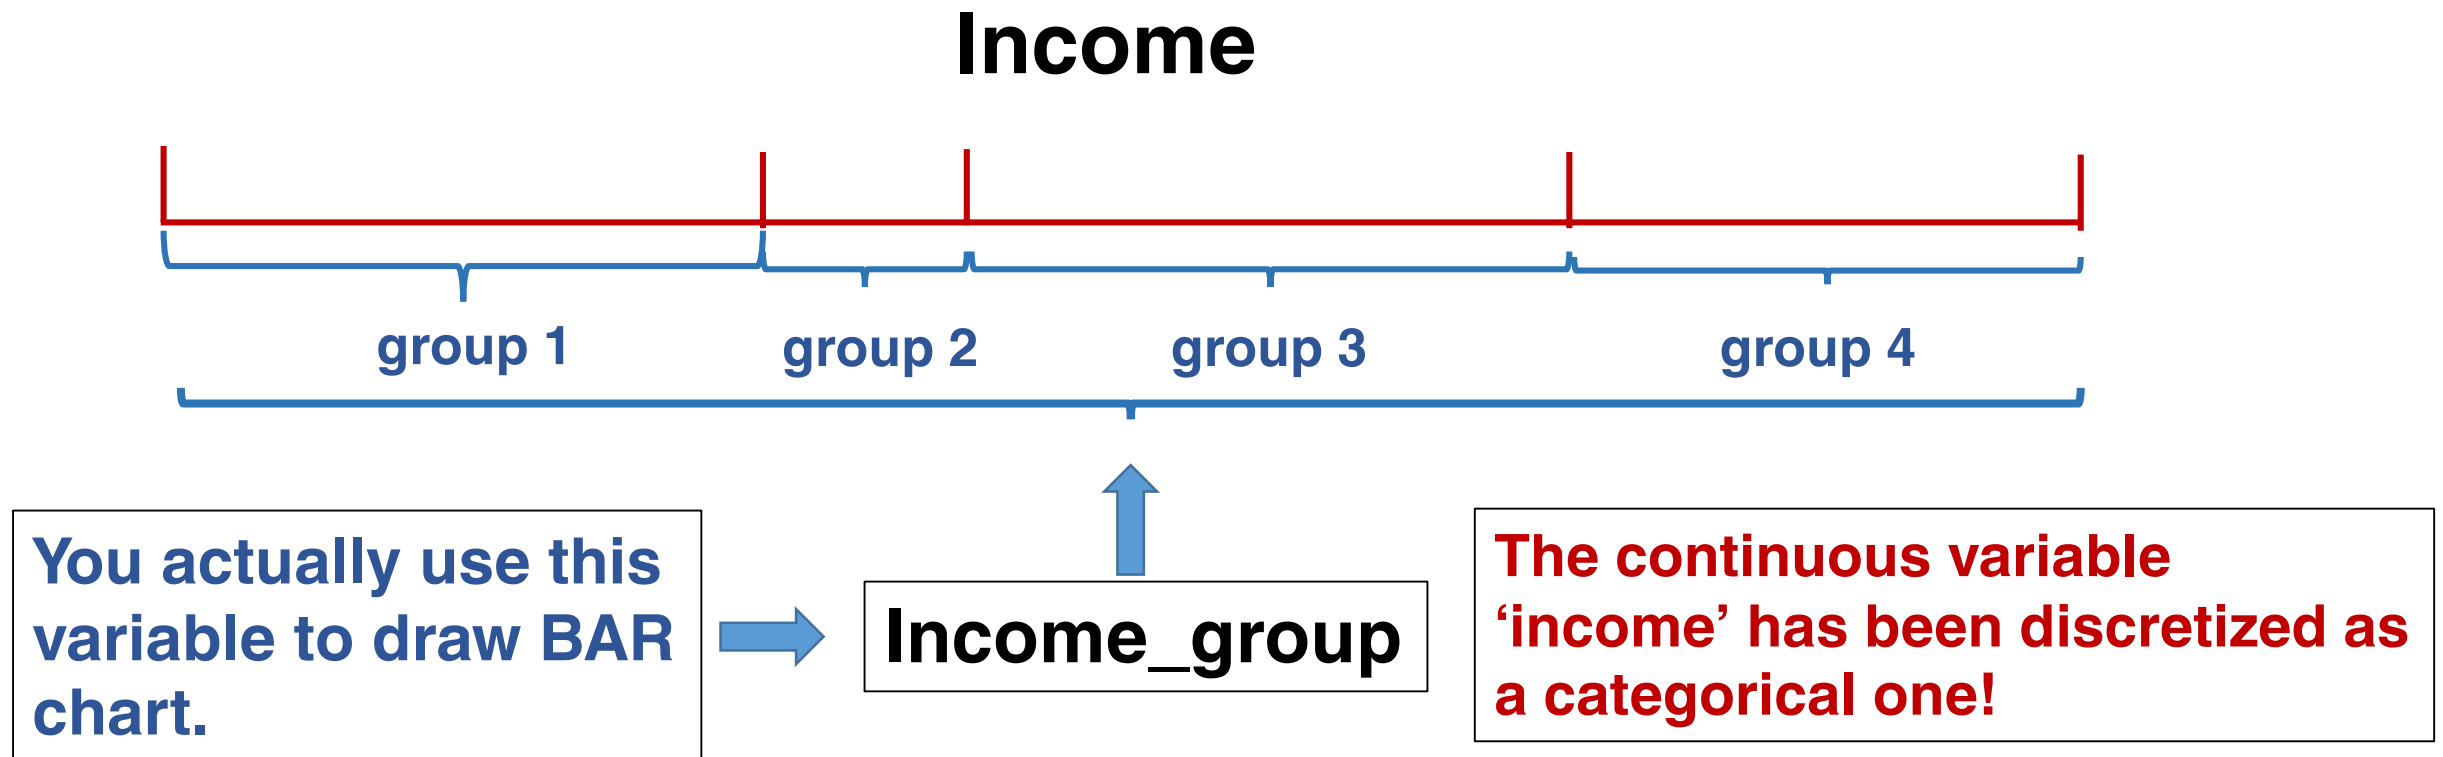 Income
group 1
group 2
group 3
group 4
You actually use this
variable to draw BAR
chart.
Income_group
The continuous variable
‘income’ has been discretized as
a categorical one!